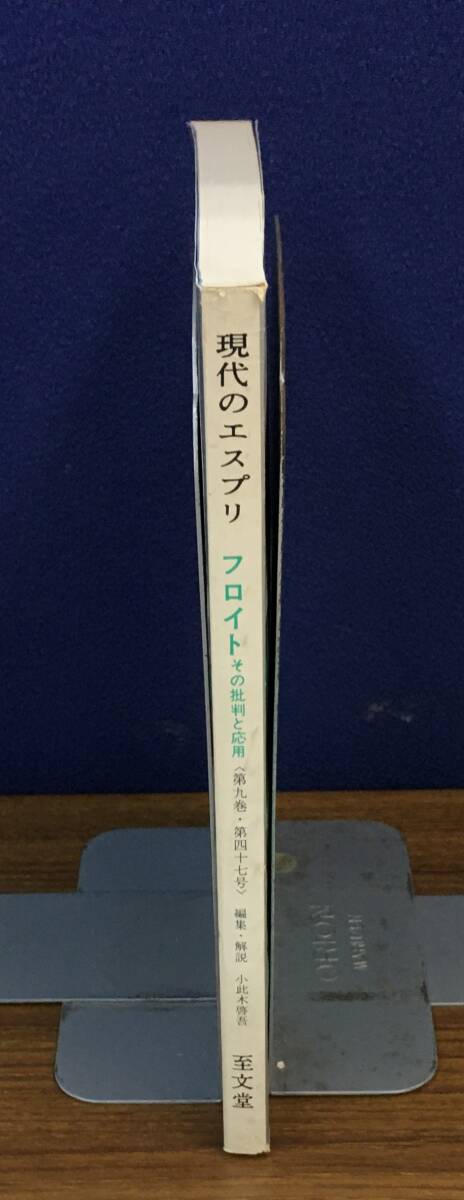 現代のエスプリ
フロイト その批判と応用
〈第九巻・第四十七号〉
編集・解説 小此木啓吾
至文堂